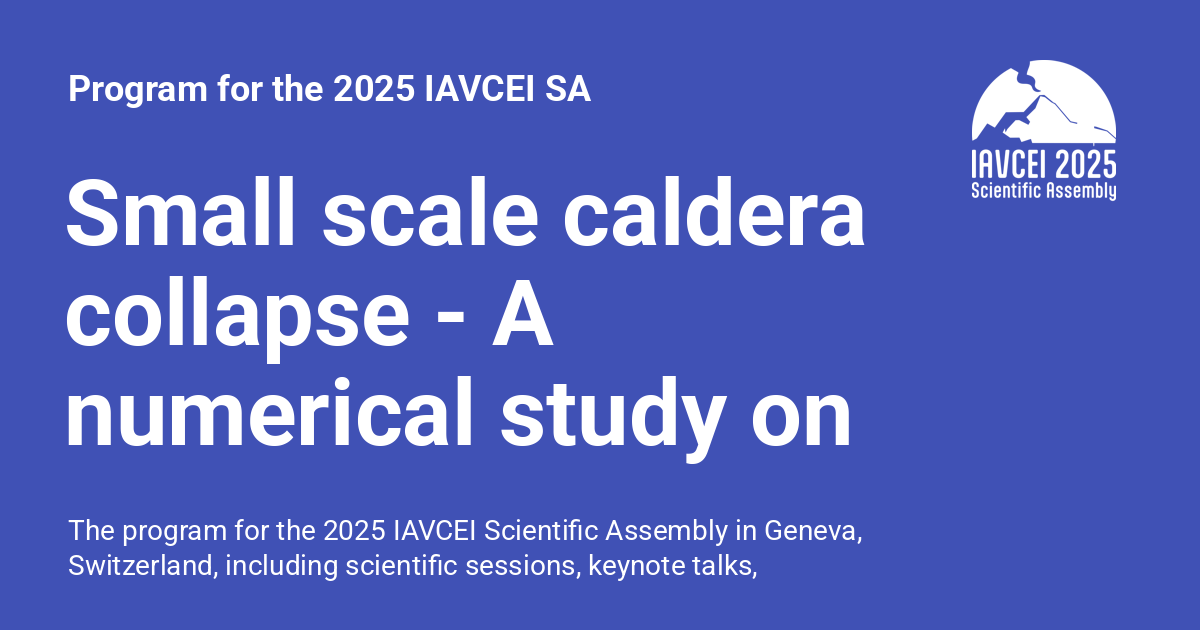 Program for the 2025 IAVCEI SA
IAVCEI 2025
Scientific Assembly
Small scale caldera
collapse - A
numerical study on
The program for the 2025 IAVCEI Scientific Assembly in Geneva,
Switzerland, including scientific sessions, keynote talks,